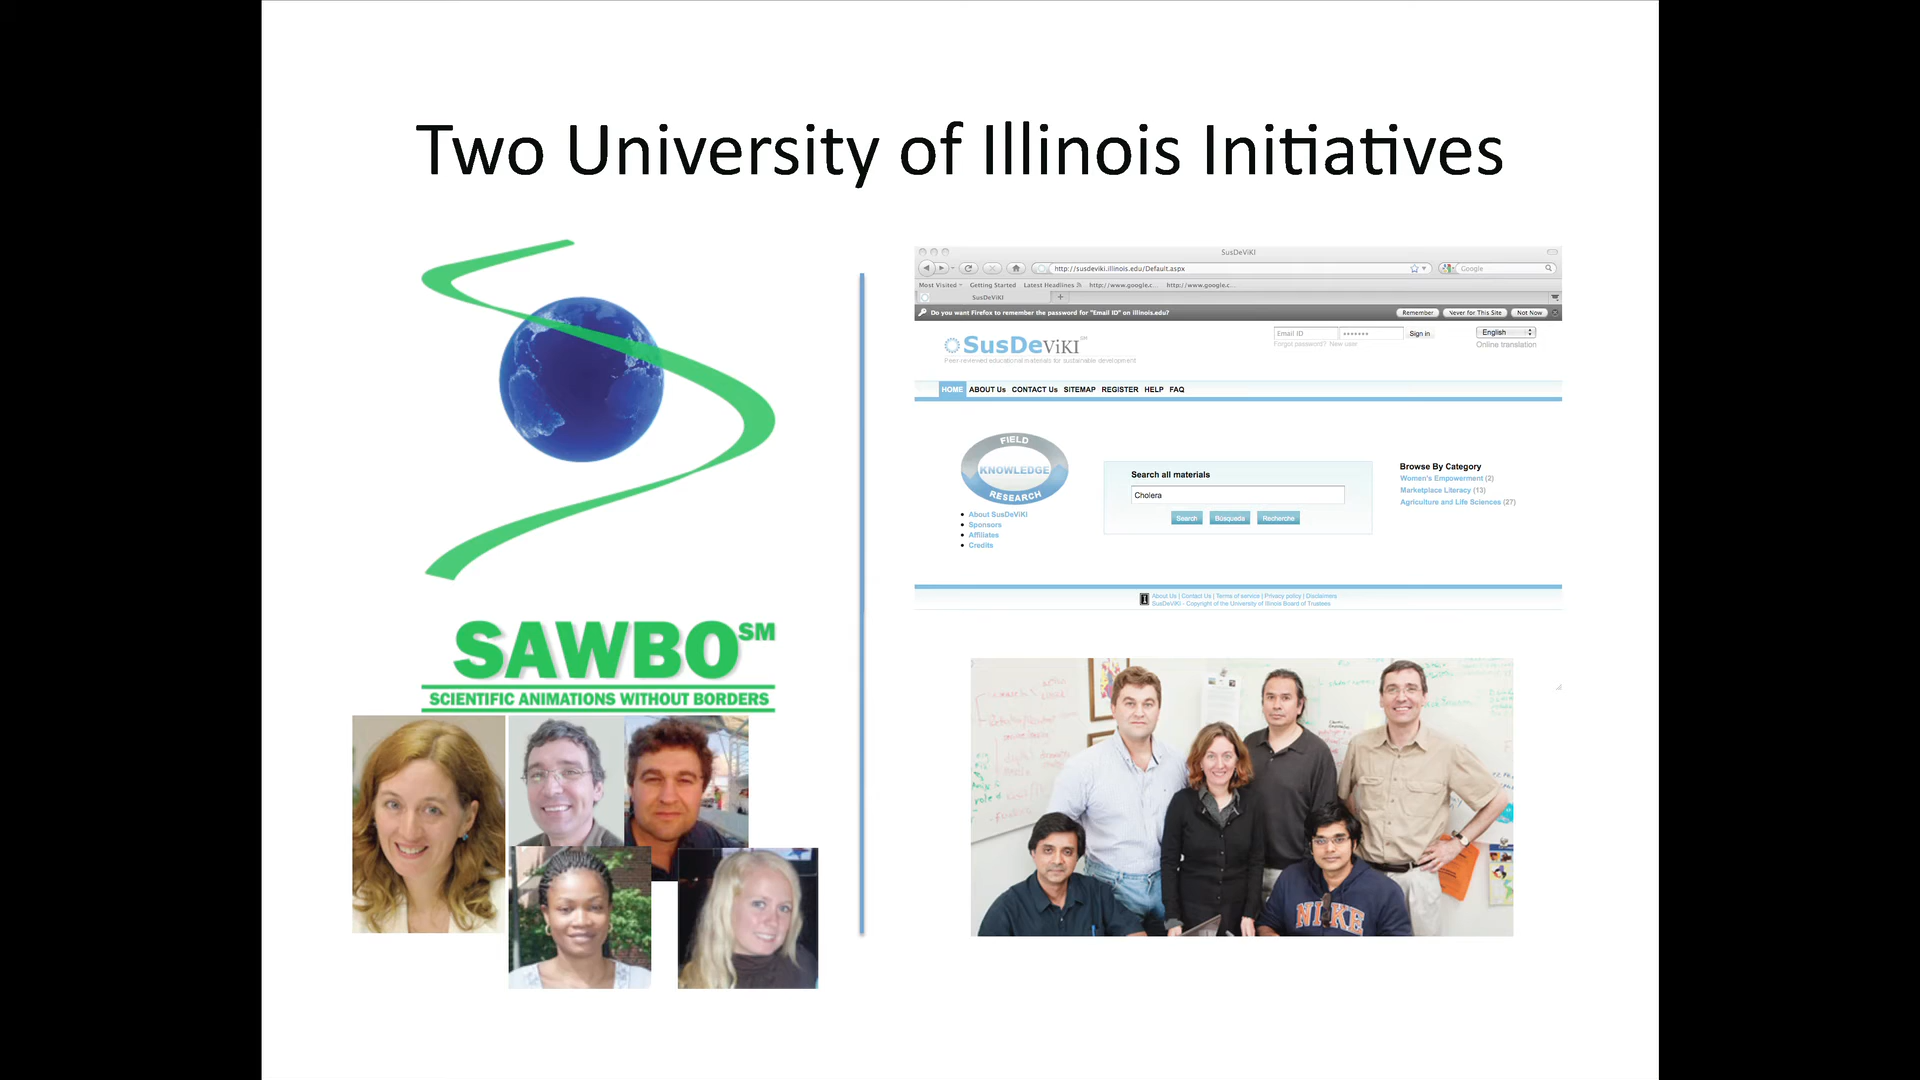 Two University of Illinois Initiatives
SAWBO SM
SCIENTIFIC ANIMATIONS WITHOUT BORDERS
SusDeViKI
http://susdeviki.illinois.edu/Default.aspx
Google
Most Visited Getting Started Latest Headlines http://www.google.c... http://www.google.c...
SusDeViKI
Do you want Firefox to remember the password for "Email ID" on illinois.edu?
Remember Never for This Site Not Now
Email ID Sign in English
Forgot password? New user Online translation
SusDeViKI SM
Peer-reviewed educational materials for sustainable development
HOME ABOUT Us CONTACT Us SITEMAP REGISTER HELP FAQ
FIELD
KNOWLEDGE
RESEARCH
About SusDeViKI
Sponsors
Affiliates
Credits
Search all materials
Cholera
Search Búsqueda Recherche
Browse By Category
Women's Empowerment (2)
Marketplace Literacy (13)
Agriculture and Life Sciences (27)
About Us | Contact Us | Terms of service | Privacy policy | Disclaimers
SusDeViKI - Copyright of the University of Illinois Board of Trustees
NIKE